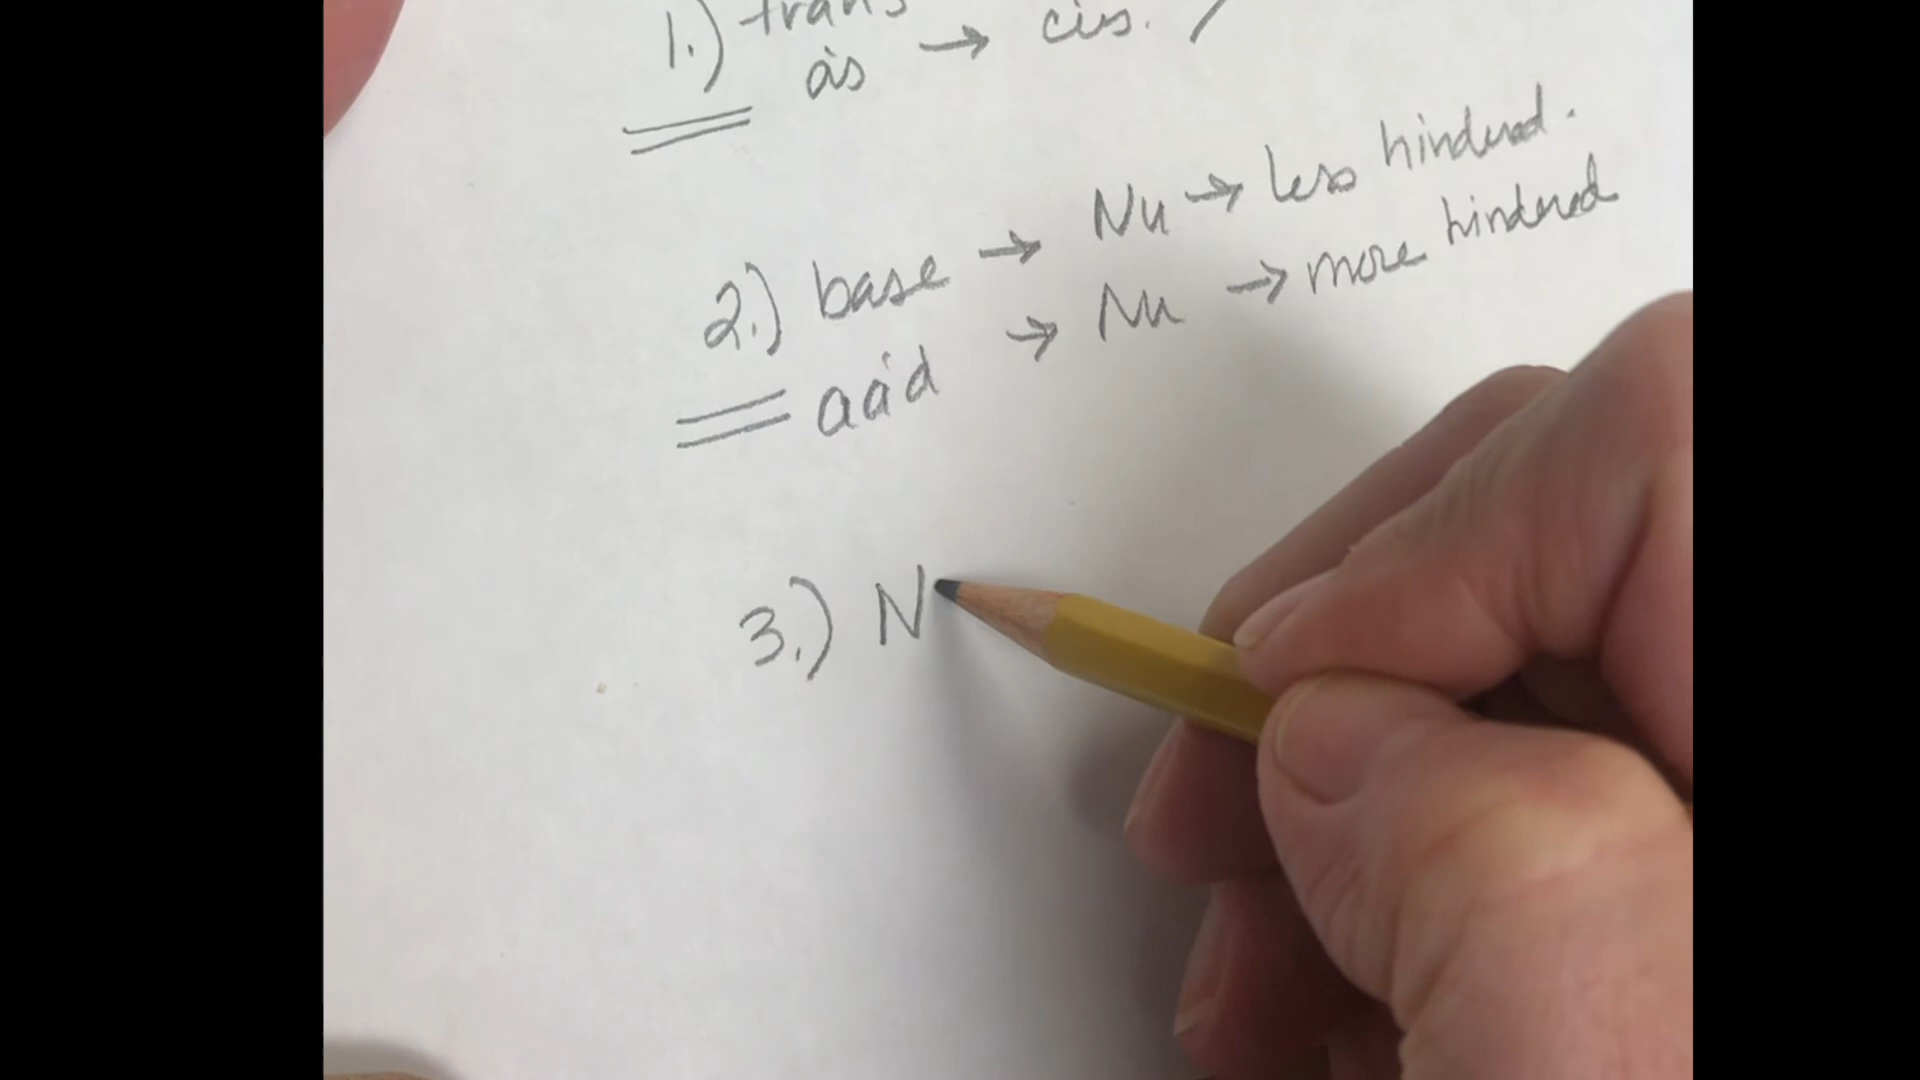 1.) trans
cis → cis.
2.) base → Nu → less hindered.
acid → Nu → more hindered
3.) N